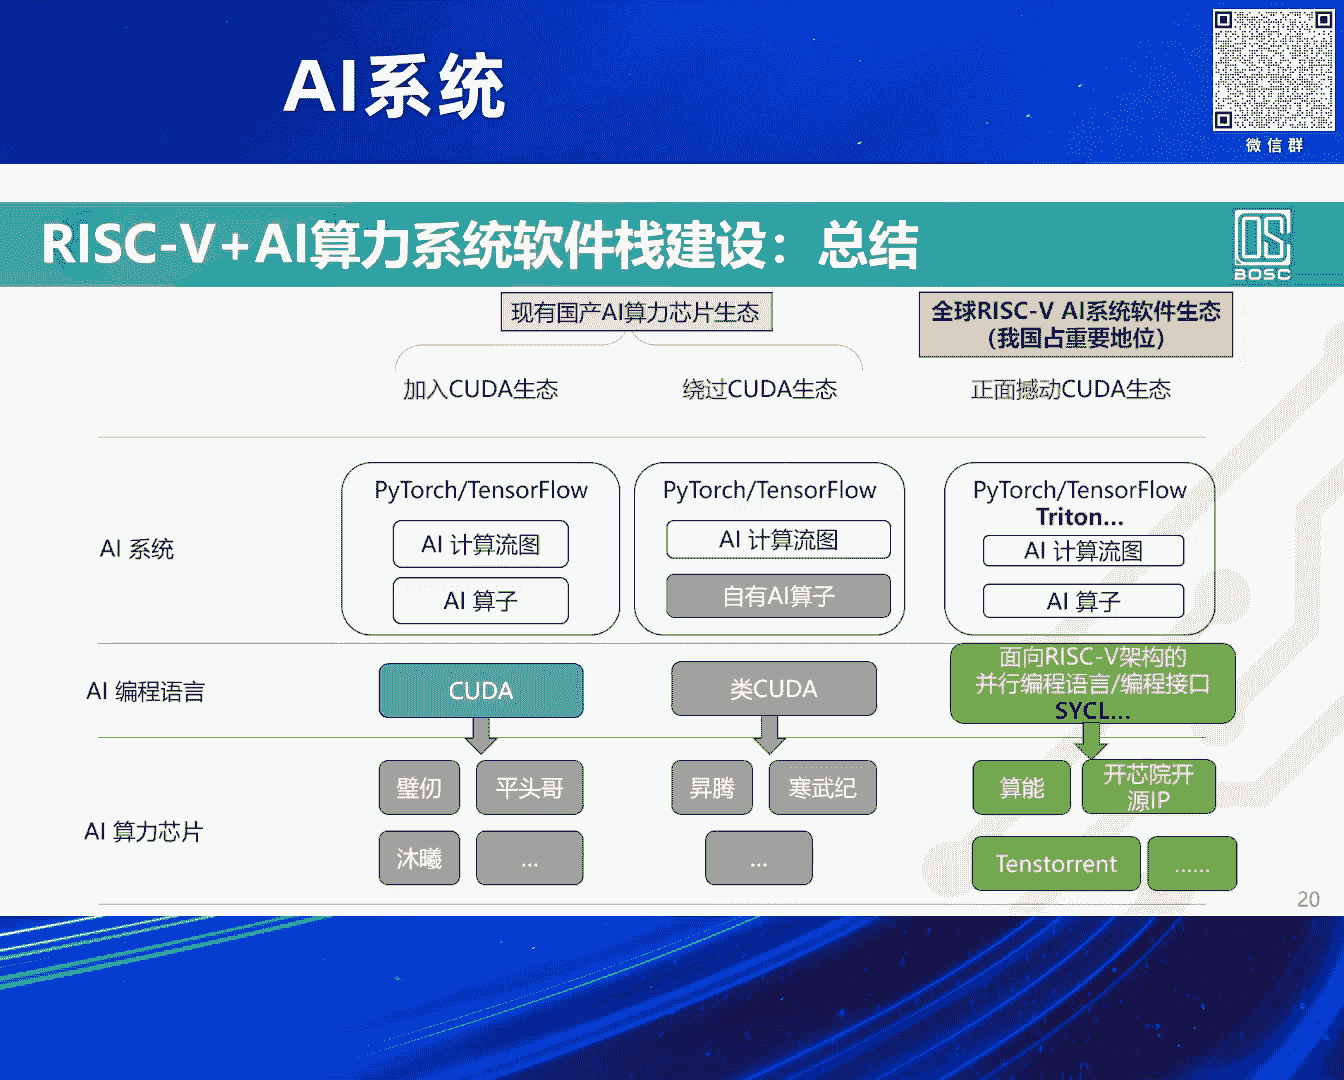 AI系统
微信群
RISC-V+AI算力系统软件栈建设：总结
BOSC
现有国产AI算力芯片生态
全球RISC-V AI系统软件生态
（我国占重要地位）
加入CUDA生态
绕过CUDA生态
正面撼动CUDA生态
AI 系统
PyTorch/TensorFlow
AI 计算流图
AI 算子
PyTorch/TensorFlow
AI 计算流图
自有AI算子
PyTorch/TensorFlow
Triton...
AI 计算流图
AI 算子
AI 编程语言
CUDA
类CUDA
面向RISC-V架构的
并行编程语言/编程接口
SYCL...
AI 算力芯片
壁仞
平头哥
沐曦
...
昇腾
寒武纪
...
算能
开芯院开
源IP
Tenstorrent
......
20